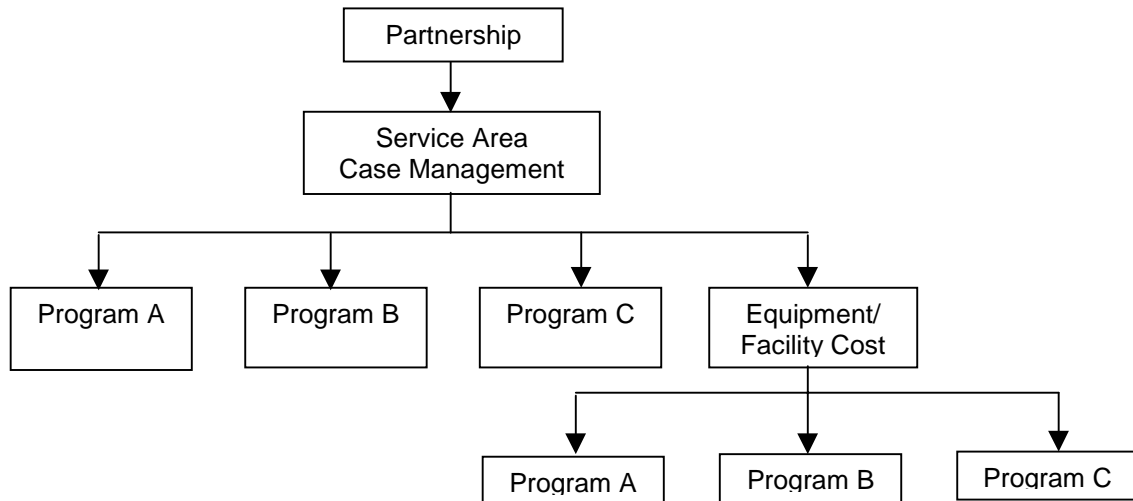 Partnership
Service Area
Case Management
Program A
Program B
Program C
Equipment/
Facility Cost
Program A
Program B
Program C